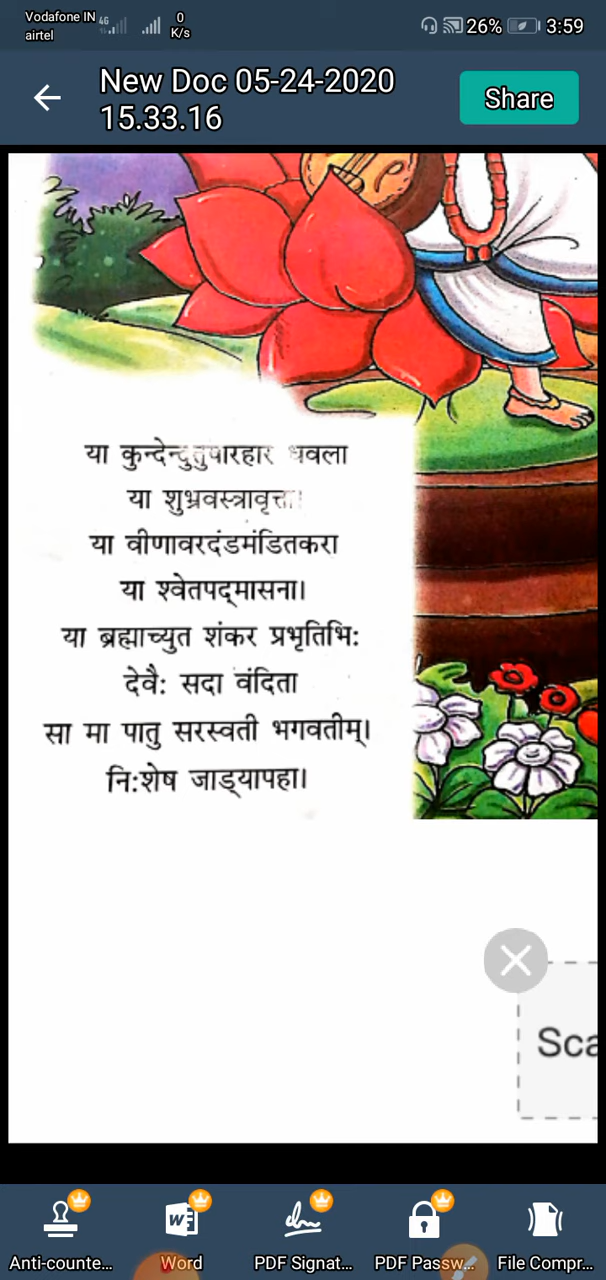 Vodafone IN 4G
airtel
0
K/s
26%
3:59
New Doc 05-24-2020
15.33.16
Share
या कुन्देन्दुतुषारहार धवला
या शुभ्रवस्त्रावृत्ता।
या वीणावरदंडमंडितकरा
या श्वेतपद्मासना।
या ब्रह्माच्युत शंकर प्रभृतिभि:
देवै: सदा वंदिता
सा मा पातु सरस्वती भगवतीम्।
नि:शेष जाड्यापहा।
Sca
Anti-counte...
Word
PDF Signat...
PDF Passw...
File Compr...